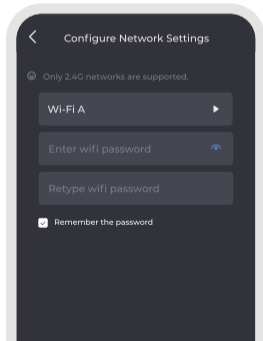 Configure Network Settings
Only 2.4G networks are supported.
Wi-Fi A
Enter wifi password
Retype wifi password
Remember the password